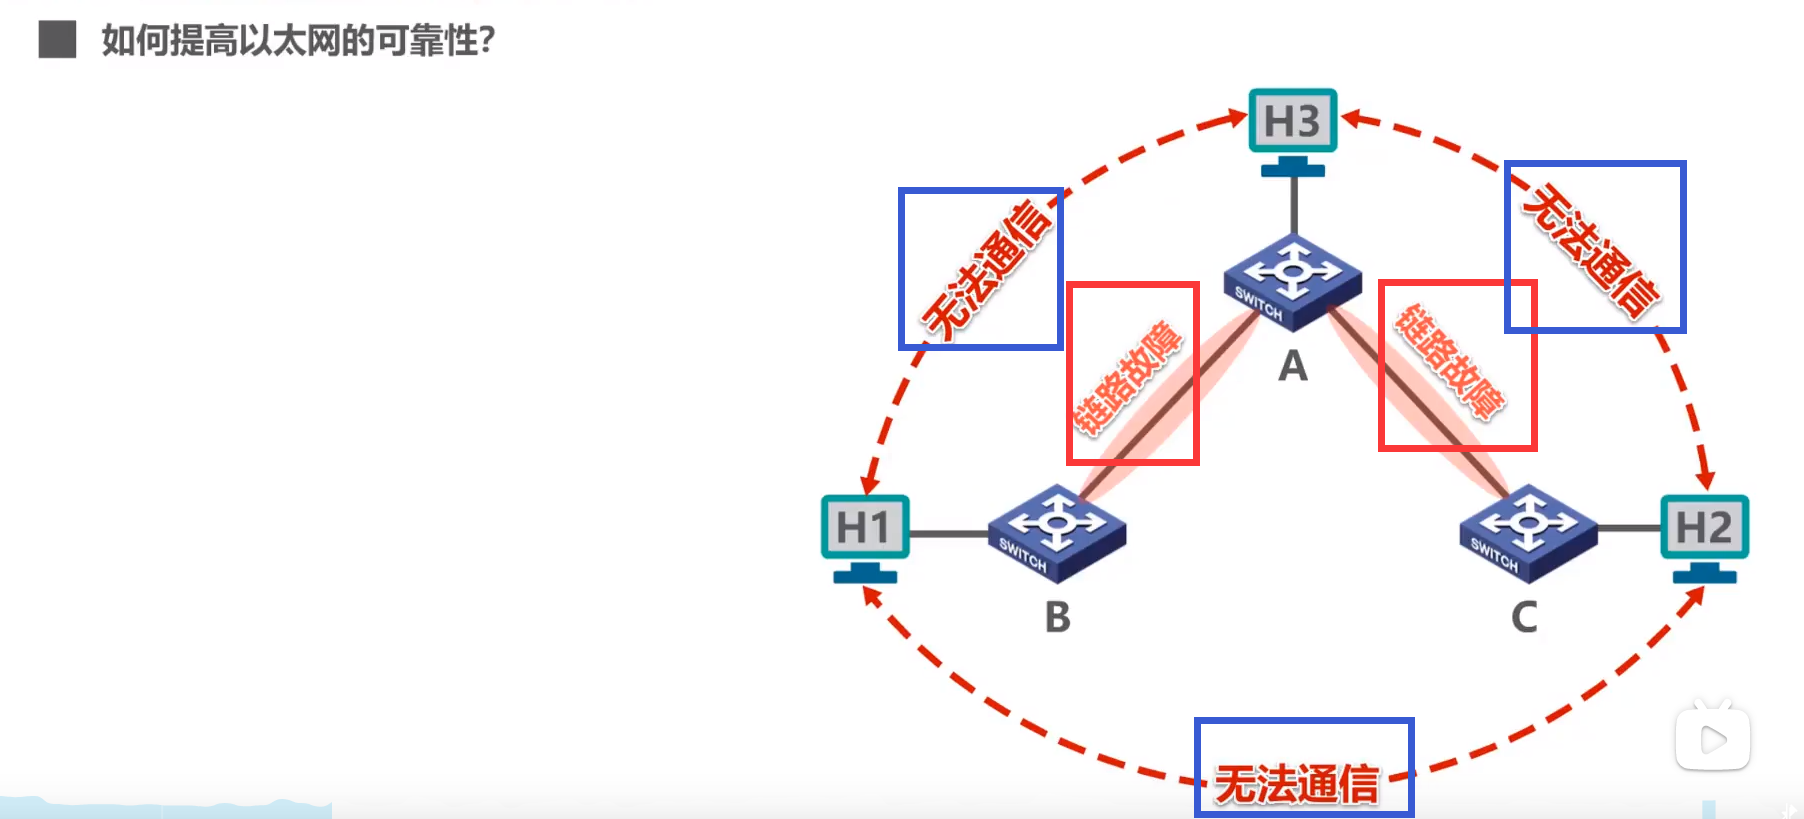 如何提高以太网的可靠性?
H3
无法通信
无法通信
SWITCH
链路故障
链路故障
A
H1
SWITCH
SWITCH
H2
B
C
无法通信